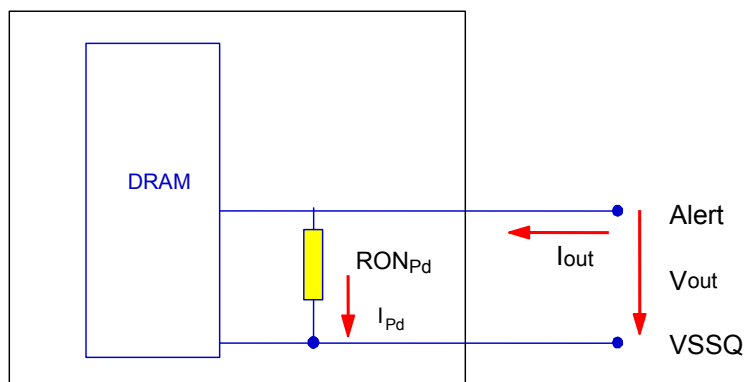 DRAM
Alert
Iout
RONPd
Vout
IPd
VSSQ